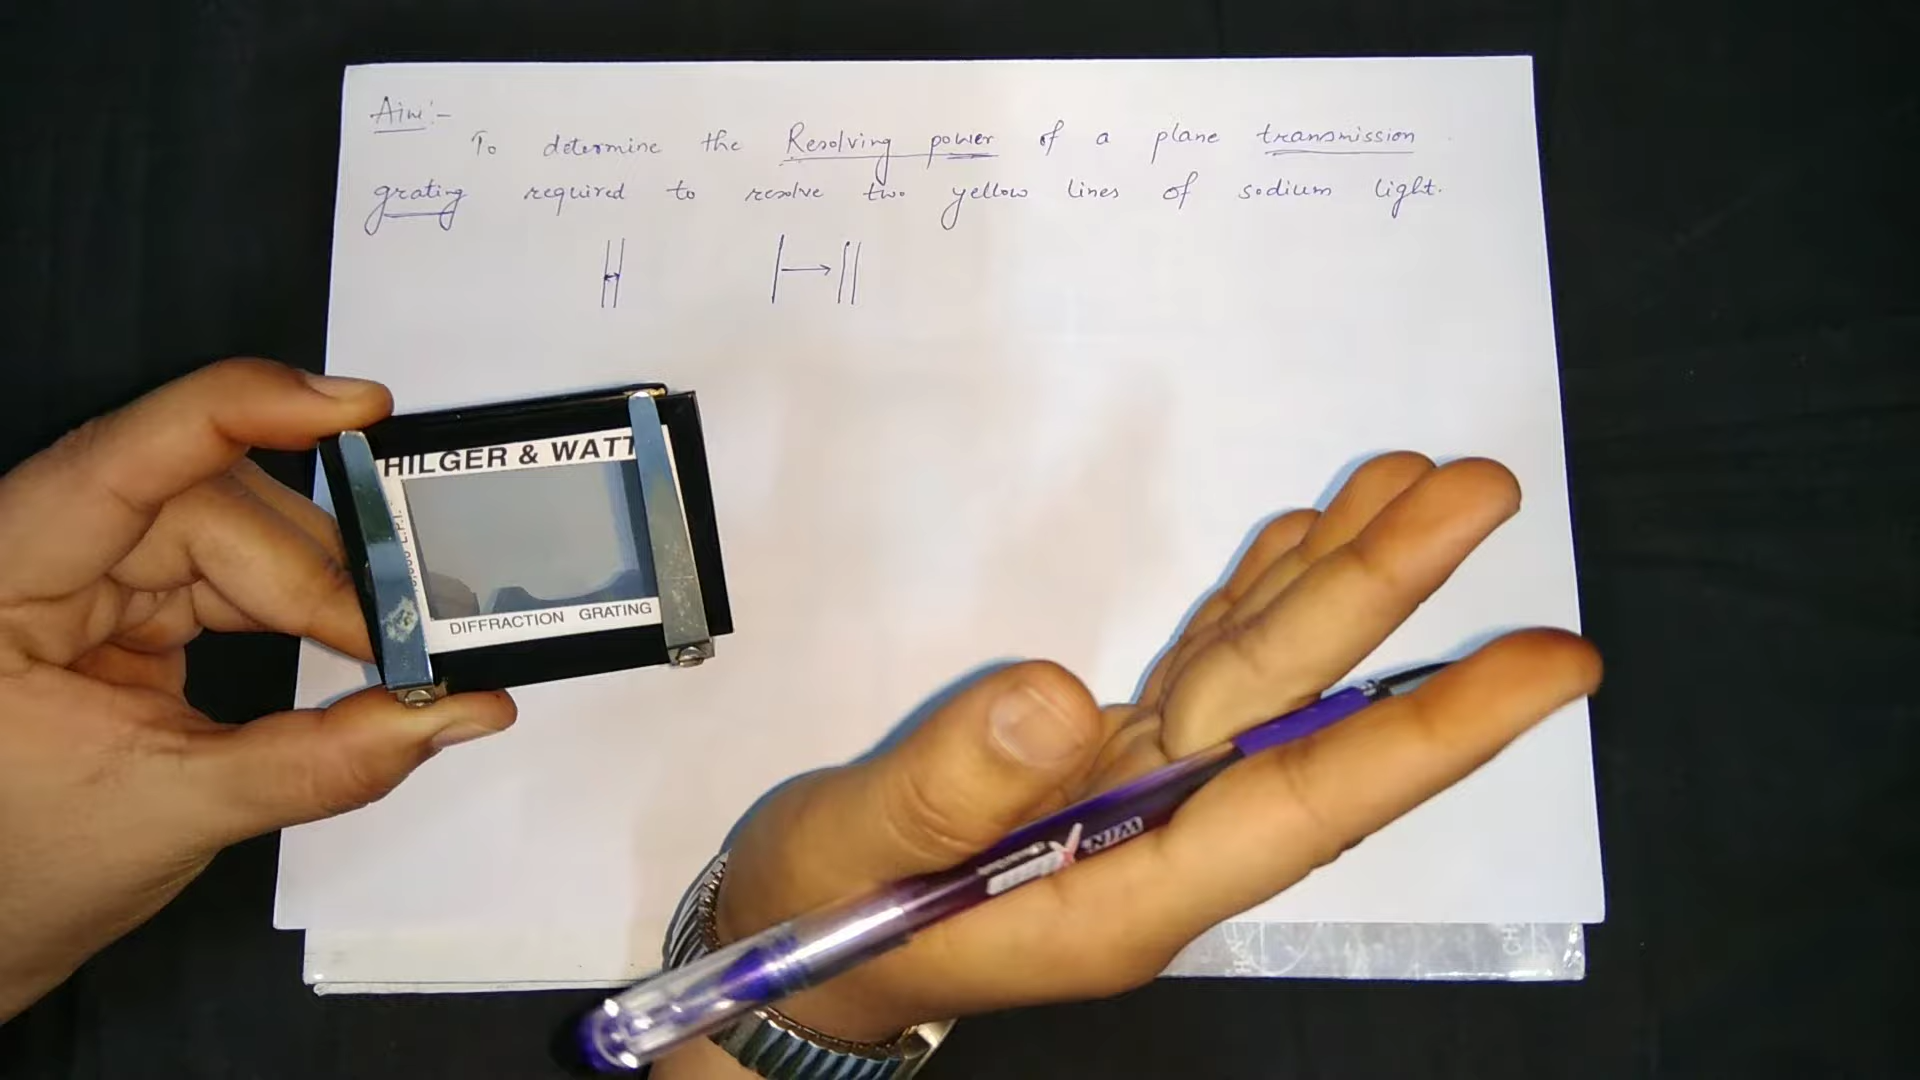 Aim:-
To determine the Resolving power of a plane transmission
grating required to resolve two yellow lines of sodium light.
HILGER & WATT
L.P.I.
DIFFRACTION GRATING
WIN